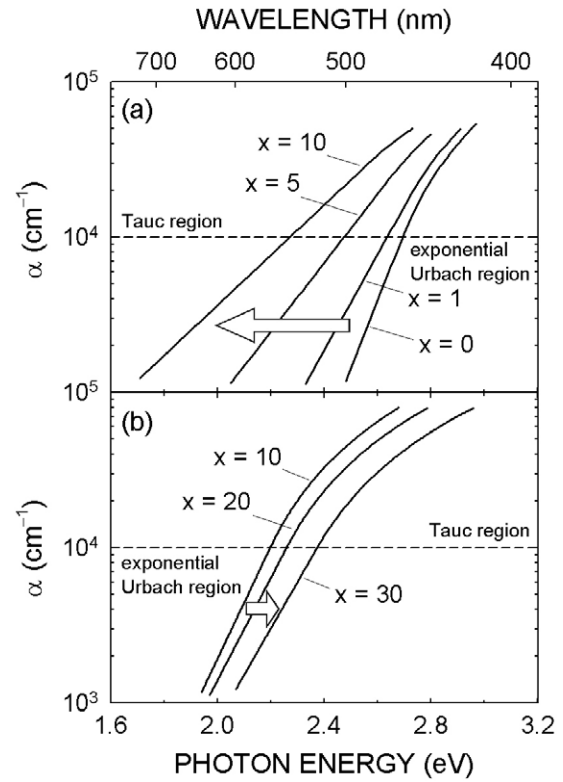 WAVELENGTH (nm)
700 600 500 400
10⁵
(a)
x = 10
x = 5
Tauc region
10⁴
exponential
Urbach region
x = 1
x = 0
α (cm⁻¹)
10⁵
(b)
x = 10
x = 20
Tauc region
10⁴
exponential
Urbach region
x = 30
α (cm⁻¹)
10³
1.6 2.0 2.4 2.8 3.2
PHOTON ENERGY (eV)